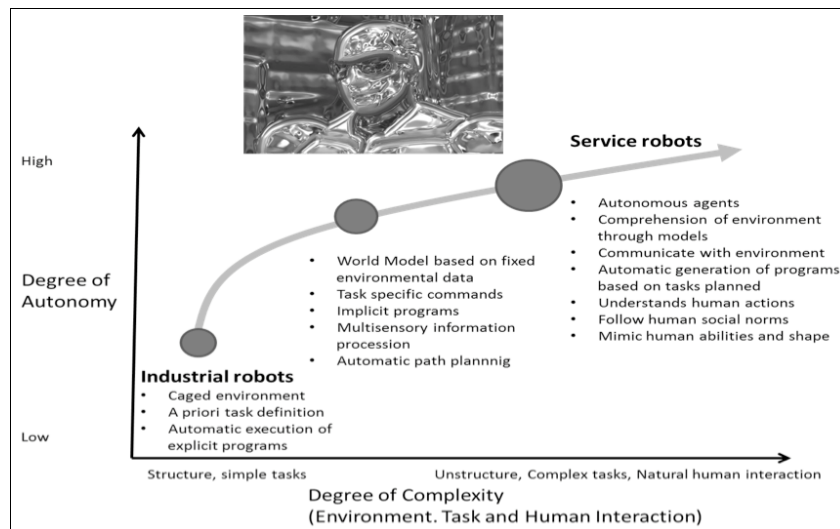 High
Degree of
Autonomy
Low
Service robots
• Autonomous agents
• Comprehension of environment
through models
• Communicate with environment
• Automatic generation of programs
based on tasks planned
• Understands human actions
• Follow human social norms
• Mimic human abilities and shape
• World Model based on fixed
environmental data
• Task specific commands
• Implicit programs
• Multisensory information
procession
• Automatic path plannnig
Industrial robots
• Caged environment
• A priori task definition
• Automatic execution of
explicit programs
Structure, simple tasks
Unstructure, Complex tasks, Natural human interaction
Degree of Complexity
(Environment. Task and Human Interaction)